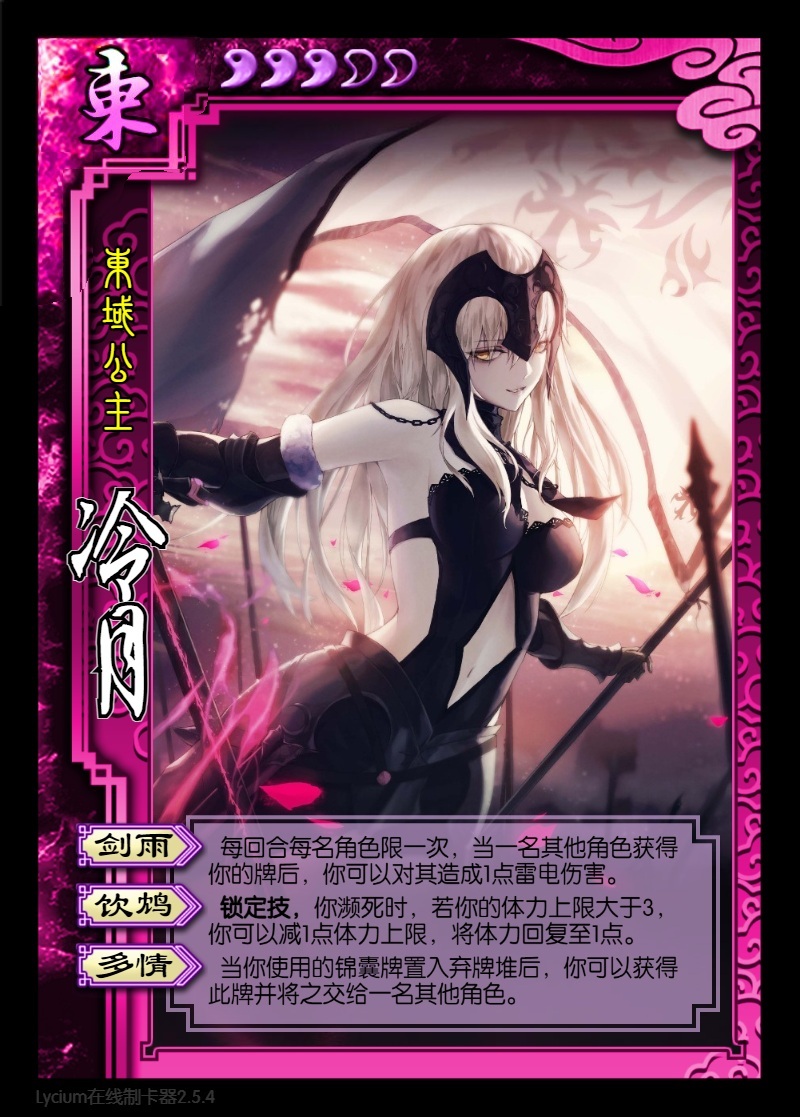 東
東域公主
冷月
剑雨
每回合每名角色限一次，当一名其他角色获得
你的牌后，你可以对其造成1点雷电伤害。
饮鸩
锁定技，你濒死时，若你的体力上限大于3，
你可以减1点体力上限，将体力回复至1点。
多情
当你使用的锦囊牌置入弃牌堆后，你可以获得
此牌并将之交给一名其他角色。
Lycium在线制卡器2.5.4